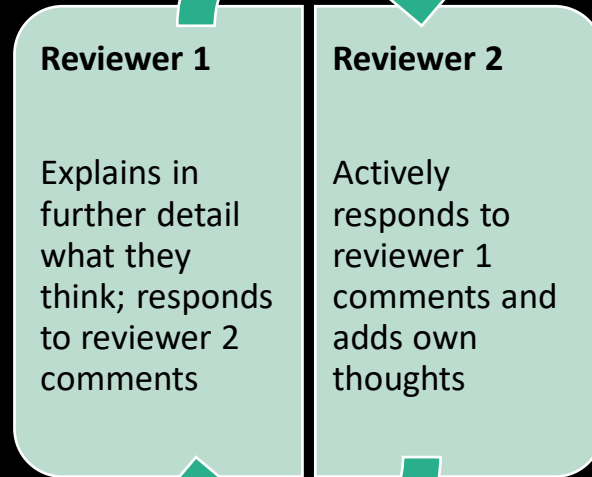 Reviewer 1
Explains in
further detail
what they
think; responds
to reviewer 2
comments
Reviewer 2
Actively
responds to
reviewer 1
comments and
adds own
thoughts